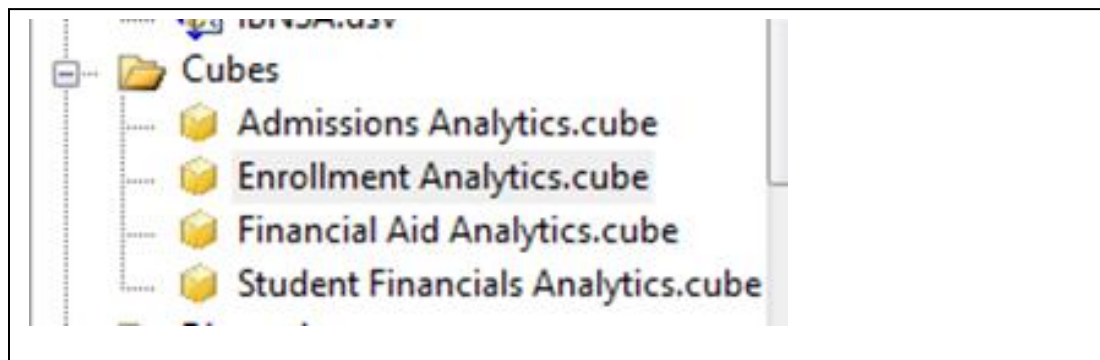 Cubes
Admissions Analytics.cube
Enrollment Analytics.cube
Financial Aid Analytics.cube
Student Financials Analytics.cube